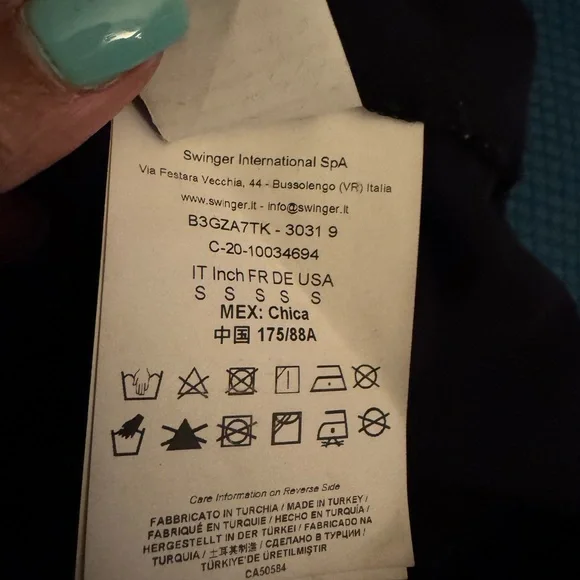 Swinger International SpA
Via Festara Vecchia, 44 - Bussolengo (VR) Italia
www.swinger.it - info@swinger.it
B3GZA7TK - 3031 9
C-20-10034694
IT Inch FR DE USA
S S S S S
MEX: Chica
中国 175/88A
Care Information on Reverse Side
FABBRICATO IN TURCHIA / MADE IN TURKEY /
FABRIQUÉ EN TURQUIE / HECHO EN TURQUÍA /
HERGESTELLT IN DER TÜRKEI / FABRICADO NA
TURQUIA / 土耳其制造 / СДЕЛАНО В ТУРЦИИ /
TÜRKİYE'DE ÜRETİLMİŞTİR
CA50584